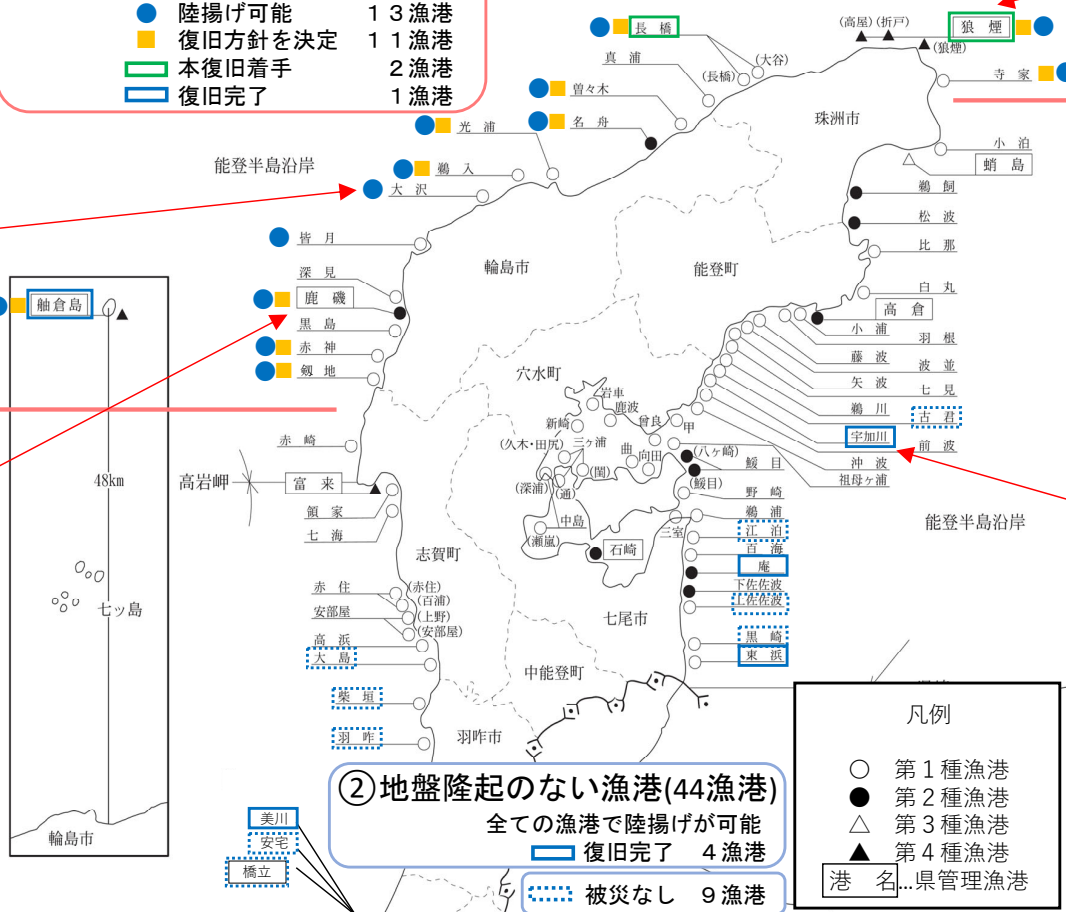 陸揚げ可能 13漁港
復旧方針を決定 11漁港
本復旧着手 2漁港
復旧完了 1漁港
能登半島沿岸
長橋
真浦
(長橋)
(大谷)
曽々木
名舟
光浦
鵜入
大沢
皆月
深見
鹿磯
黒島
赤神
剱地
赤崎
高岩岬
富来
領家
七海
赤住
(赤住)
(百浦)
安部屋
(上野)
(安部屋)
高浜
大島
柴垣
羽咋
舳倉島
48km
七ッ島
輪島市
(高屋)
(折戸)
狼煙
(狼煙)
寺家
珠洲市
小泊
蛸島
鵜飼
松波
比那
白丸
高倉
輪島市
能登町
小浦
羽根
藤波
波並
矢波
七見
鵜川
古君
宇加川
前波
沖波
祖母ヶ浦
穴水町
岩車
鹿波
新崎
曾良
甲
(久木・田尻)
三ヶ浦
曲
向田
(八ヶ崎)
鰀目
(深浦)
(通)
(閨)
(鰀目)
野崎
鵜浦
中島
三室
江泊
(瀬嵐)
石崎
百海
庵
下佐佐波
上佐佐波
黒崎
東浜
能登半島沿岸
志賀町
七尾市
中能登町
羽咋市
②地盤隆起のない漁港(44漁港)
全ての漁港で陸揚げが可能
復旧完了 4漁港
被災なし 9漁港
美川
安宅
橋立
凡例
第1種漁港
第2種漁港
第3種漁港
第4種漁港
港名...県管理漁港